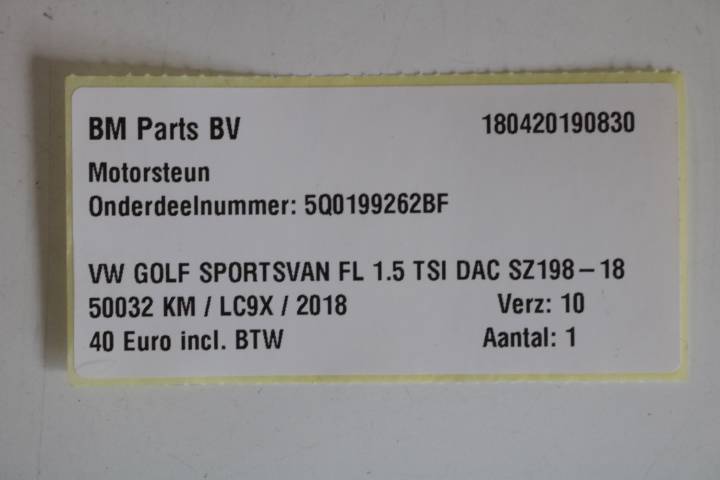 BM Parts BV 180420190830
Motorsteun
Onderdeelnummer: 5Q0199262BF
VW GOLF SPORTSVAN FL 1.5 TSI DAC SZ198-18
50032 KM / LC9X / 2018 Verz: 10
40 Euro incl. BTW Aantal: 1